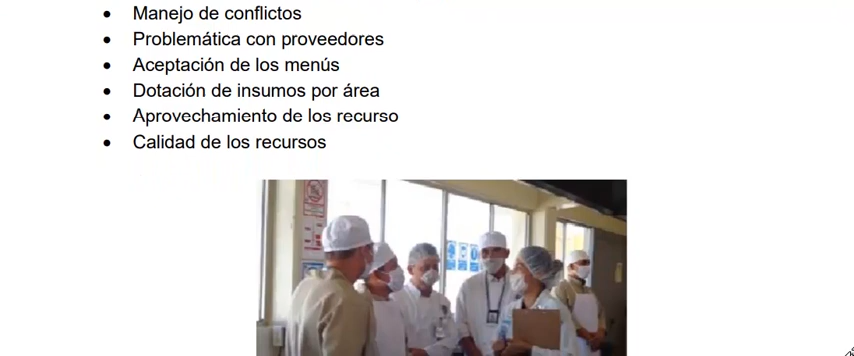 Manejo de conflictos
Problemática con proveedores
Aceptación de los menús
Dotación de insumos por área
Aprovechamiento de los recurso
Calidad de los recursos